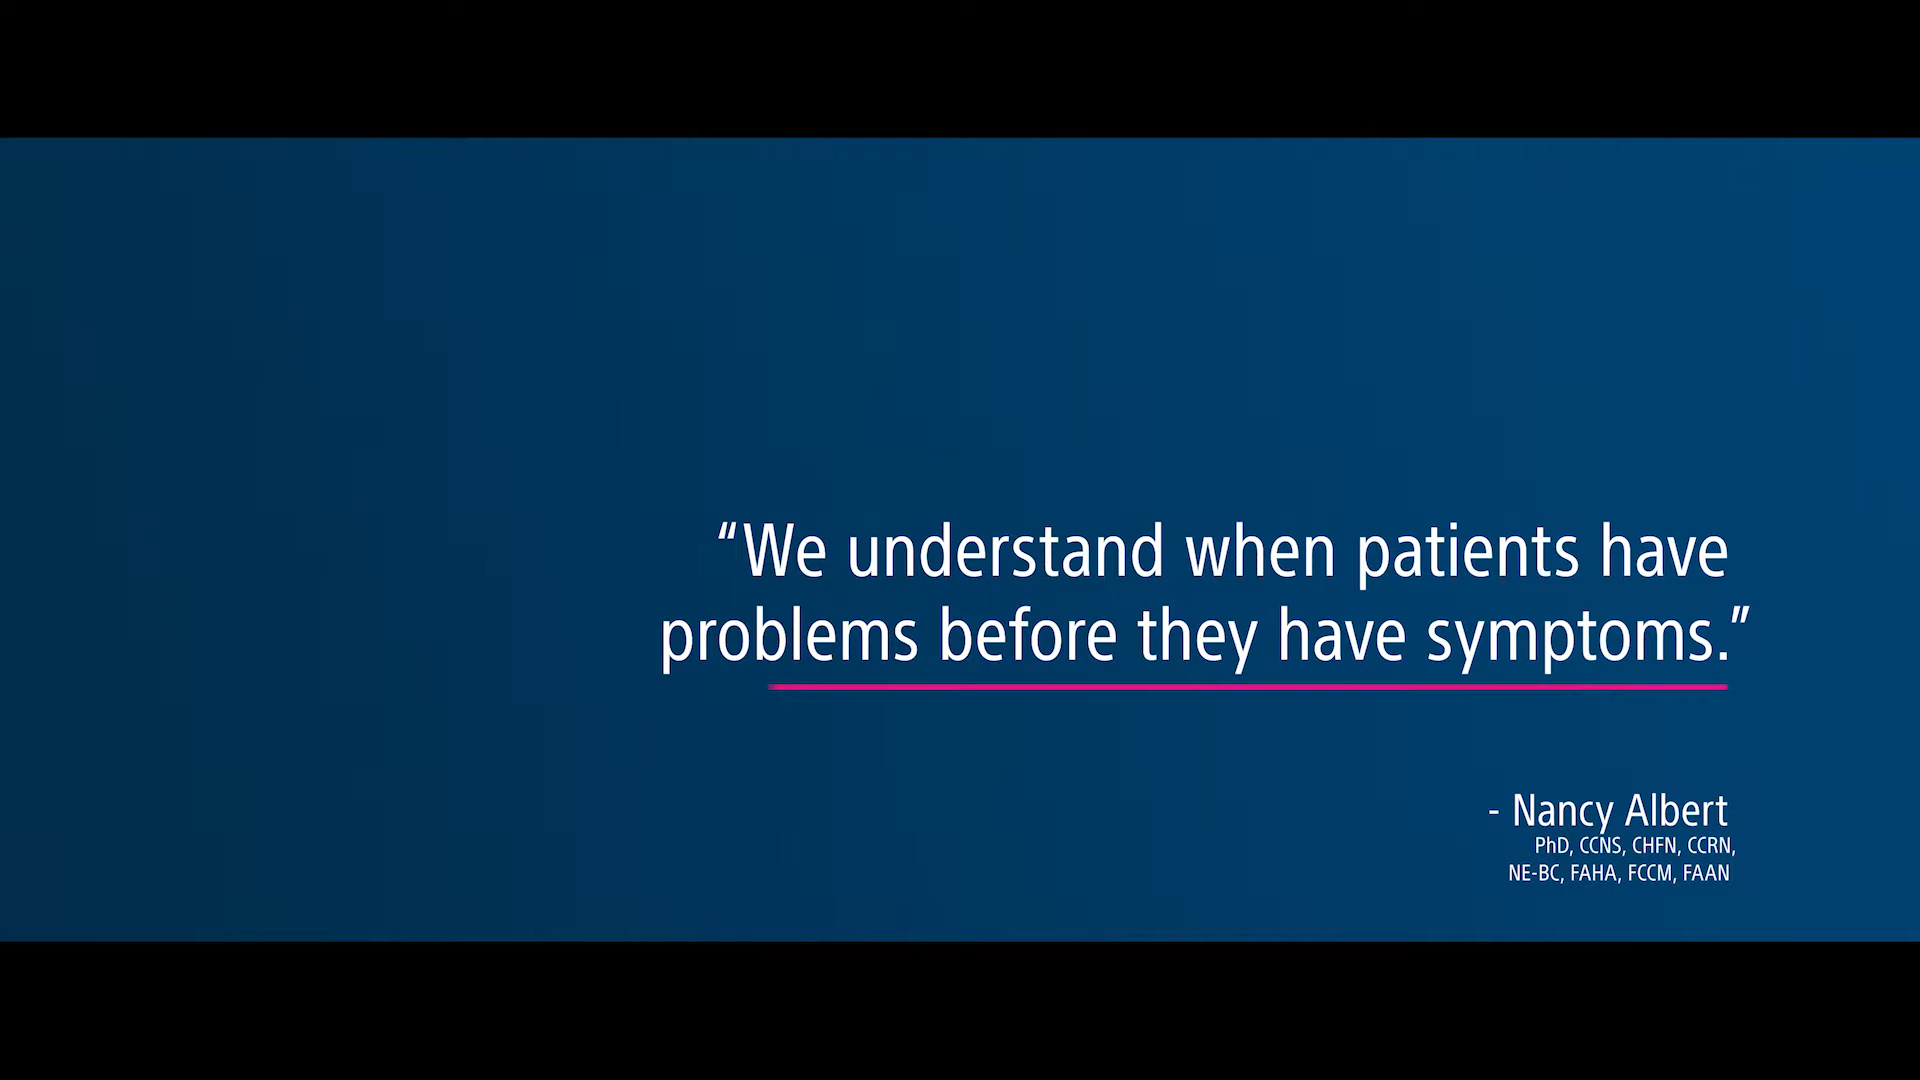 “We understand when patients have
problems before they have symptoms.”
- Nancy Albert
PhD, CCNS, CHFN, CCRN,
NE-BC, FAHA, FCCM, FAAN